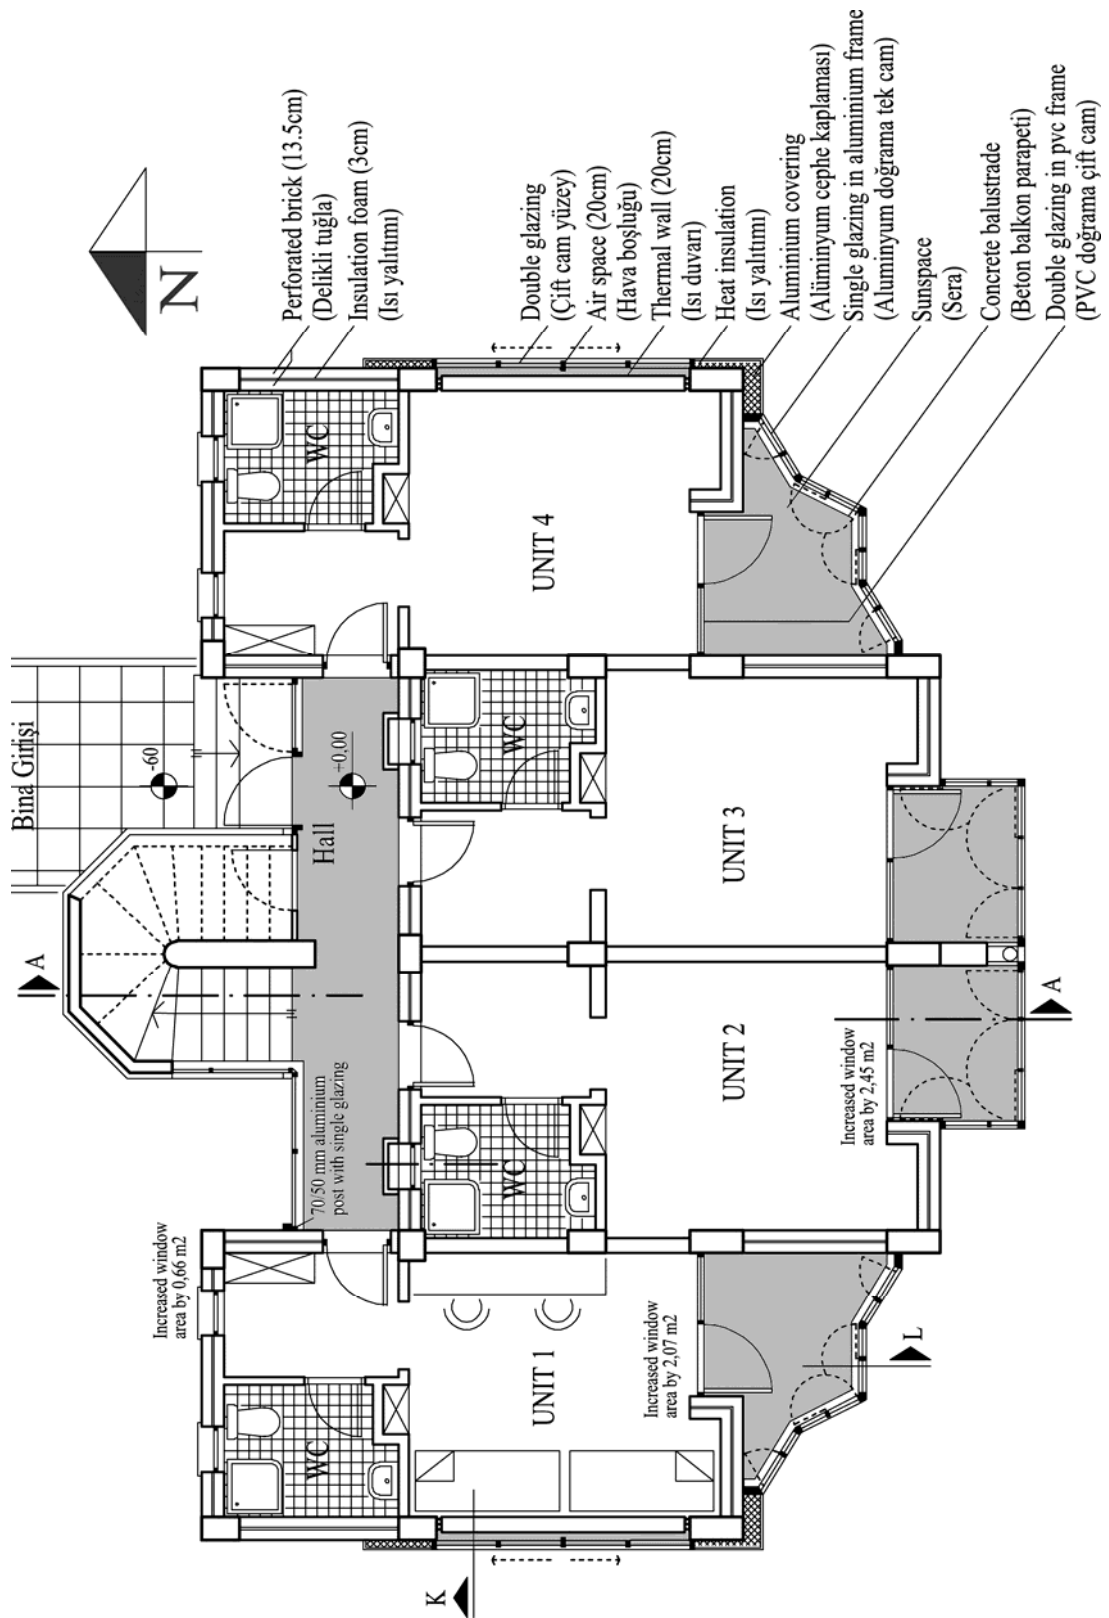 N
Perforated brick (13.5cm)
(Delikli tuğla)
Insulation foam (3cm)
(Isı yalıtımı)
Double glazing
(Çift cam yüzey)
Air space (20cm)
(Hava boşluğu)
Thermal wall (20cm)
(Isı duvarı)
Heat insulation
(Isı yalıtımı)
Aluminium covering
(Alüminyum cephe kaplaması)
Single glazing in aluminium frame
(Aluminyum doğrama tek cam)
Sunspace
(Sera)
Concrete balustrade
(Beton balkon parapeti)
Double glazing in pvc frame
(PVC doğrama çift cam)
WC
UNIT 4
Bina Girişi
-60
+0.00
Hall
WC
UNIT 3
A
A
UNIT 2
WC
Increased window
area by 2,45 m2
70/50 mm aluminium
post with single glazing
Increased window
area by 0,66 m2
WC
UNIT 1
Increased window
area by 2,07 m2
L
K